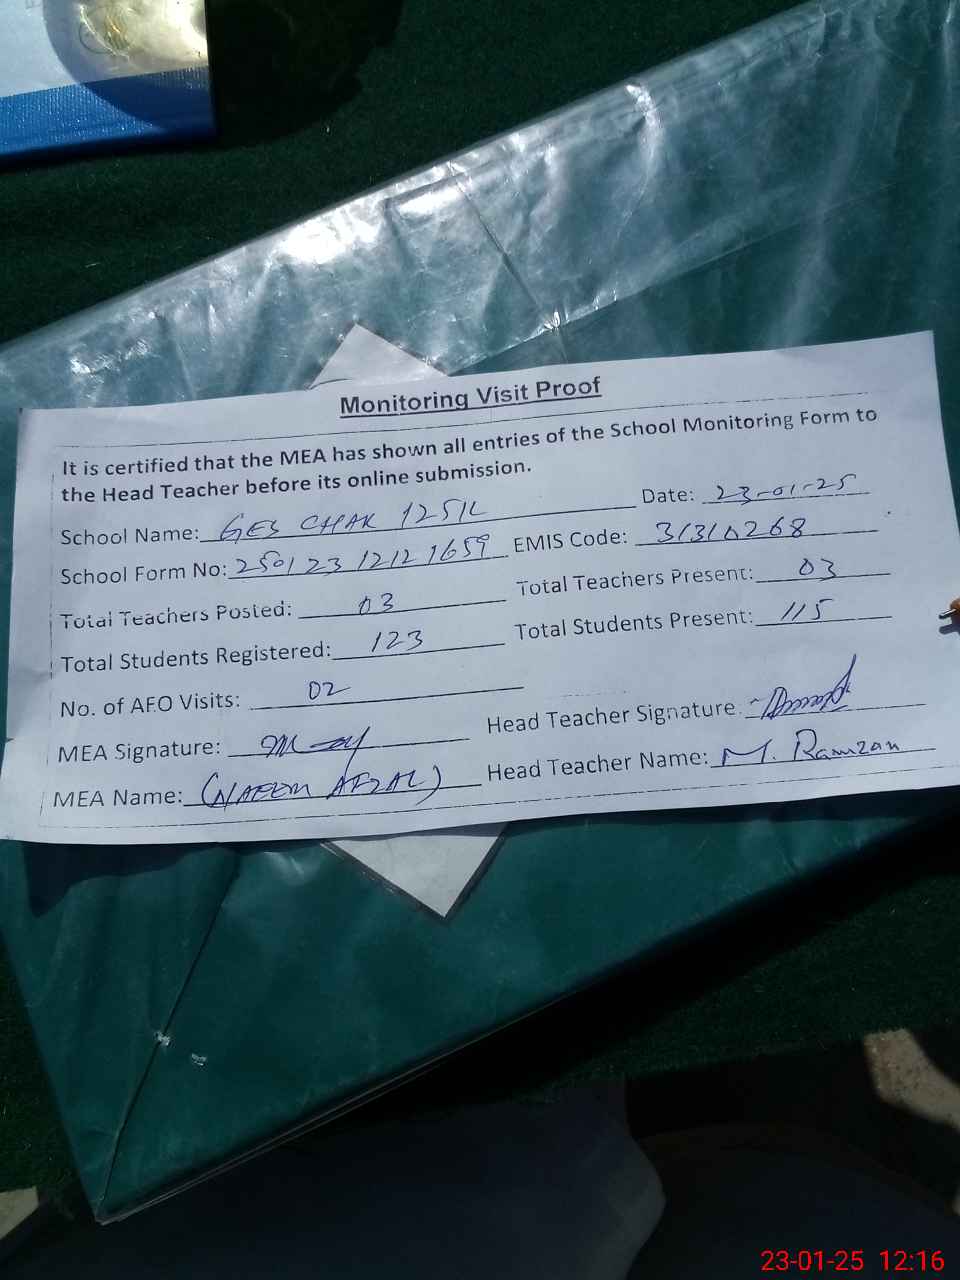 Monitoring Visit Proof
It is certified that the MEA has shown all entries of the School Monitoring Form to
the Head Teacher before its online submission.
School Name: GES CHAK 125/L Date: 23-01-25
School Form No: 25012312121659 EMIS Code: 31310268
Total Teachers Posted: 03 Total Teachers Present: 03
Total Students Registered: 123 Total Students Present: 115
No. of AEO Visits: 02
MEA Signature: Head Teacher Signature:
MEA Name: (NAEEM AFZAL) Head Teacher Name: M. Ramzan
23-01-25 12:16